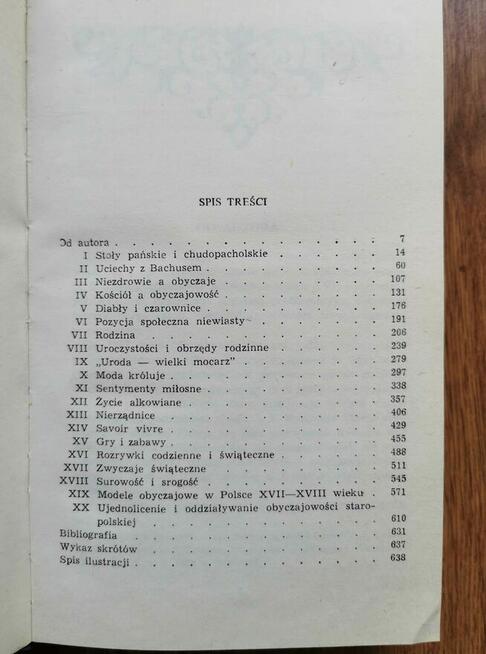 SPIS TREŚCI
Od autora . . . . . . . . . . . . . . . 7
I Stoły pańskie i chudopacholskie . . . . . . . . 14
II Uciechy z Bachusem . . . . . . . . . . . 60
III Niezdrowie a obyczaje . . . . . . . . . . 107
IV Kościół a obyczajowość . . . . . . . . . . 131
V Diabły i czarownice . . . . . . . . . . . 176
VI Pozycja społeczna niewiasty . . . . . . . . . 191
VII Rodzina . . . . . . . . . . . . . . 206
VIII Uroczystości i obrzędy rodzinne . . . . . . . . 239
IX „Uroda — wielki mocarz” . . . . . . . . . 279
X Moda króluje . . . . . . . . . . . . . 297
XI Sentymenty miłosne . . . . . . . . . . . 338
XII Życie alkowiane . . . . . . . . . . . . 357
XIII Nierządnice . . . . . . . . . . . . . 406
XIV Savoir vivre . . . . . . . . . . . . . 429
XV Gry i zabawy . . . . . . . . . . . . . 455
XVI Rozrywki codzienne i świąteczne . . . . . . . . 488
XVII Zwyczaje świąteczne . . . . . . . . . . . 511
XVIII Surowość i srogość . . . . . . . . . . . 545
XIX Modele obyczajowe w Polsce XVII—XVIII wieku . . 571
XX Ujednolicenie i oddziaływanie obyczajowości staro-
polskiej . . . . . . . . . . . . . . 610
Bibliografia . . . . . . . . . . . . . . . 631
Wykaz skrótów . . . . . . . . . . . . . . 637
Spis ilustracji . . . . . . . . . . . . . . 638